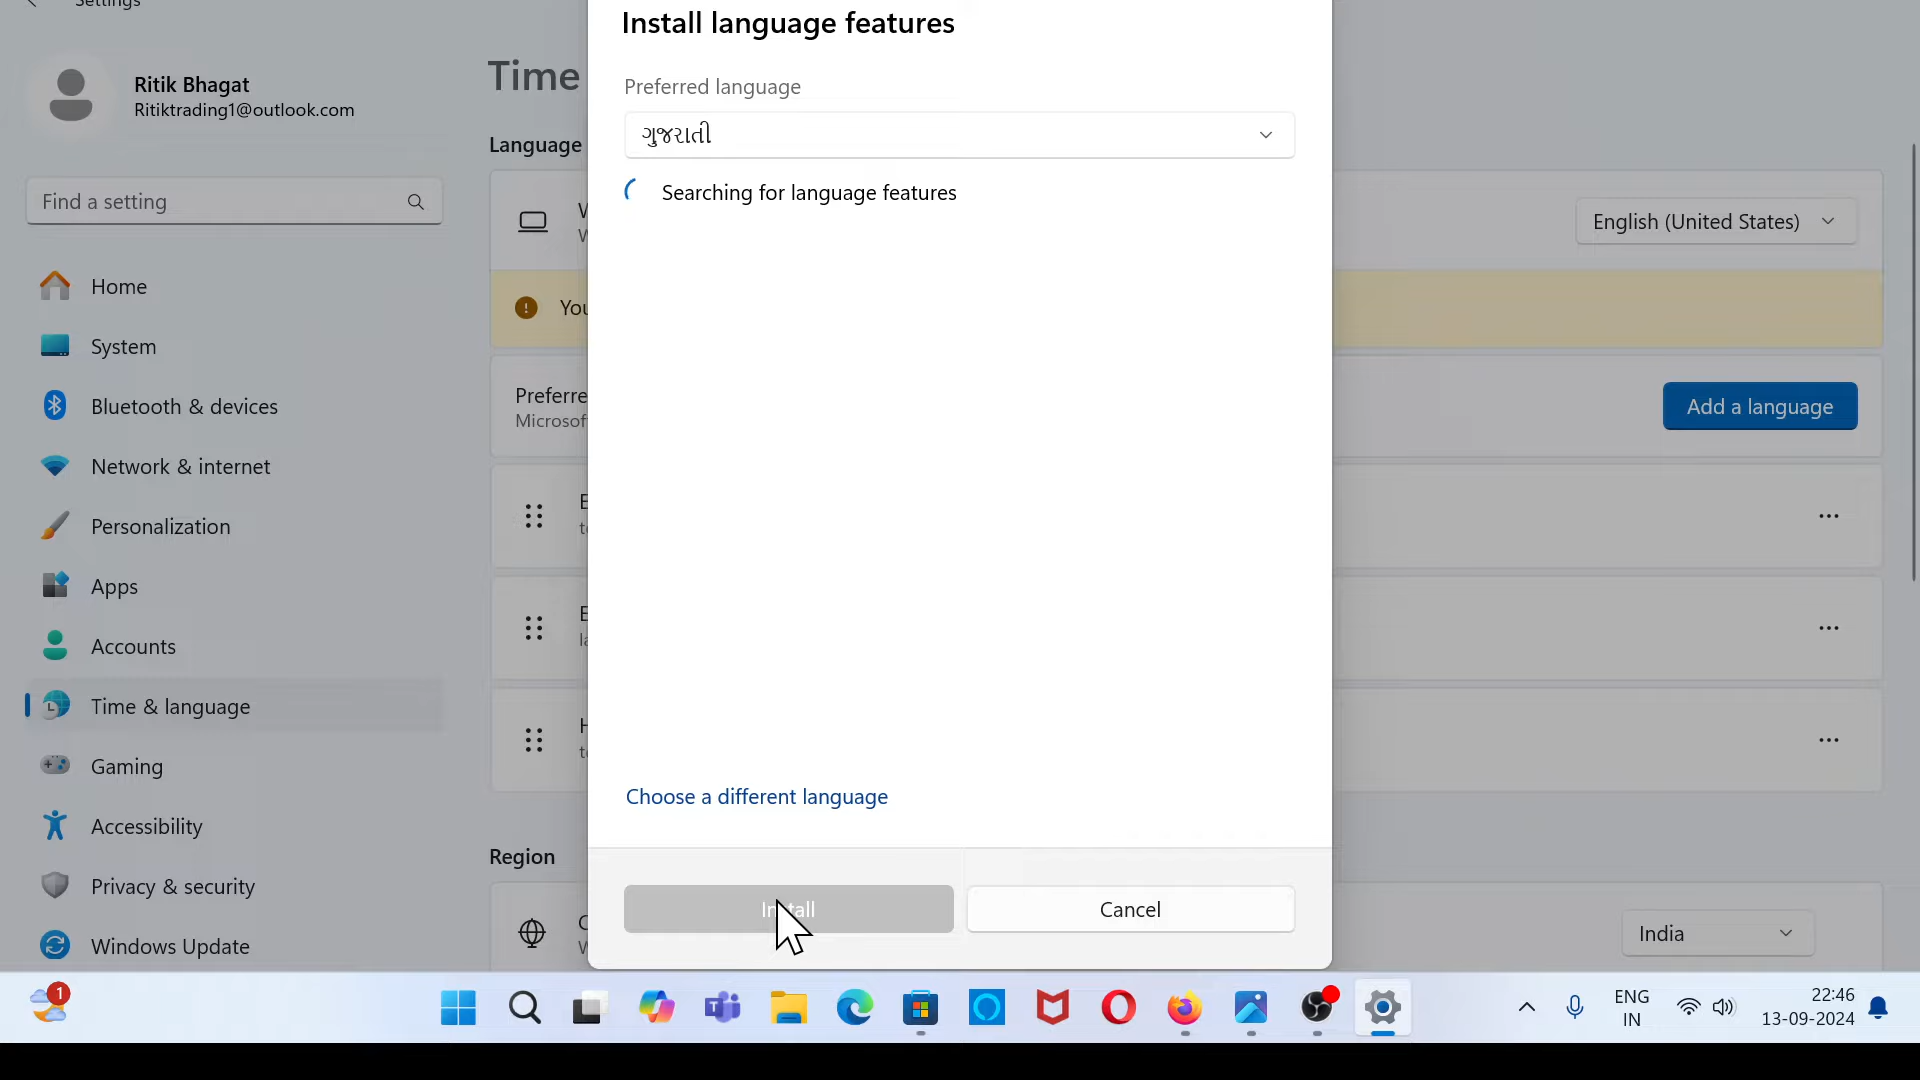 Settings
Install language features
Ritik Bhagat
Ritiktrading1@outlook.com
Time
Preferred language
ગુજરાતી
Language
Searching for language features
Find a setting
English (United States)
Home
You
System
Preferre
Microsof
Add a language
Bluetooth & devices
Network & internet
Personalization
Apps
Accounts
Time & language
Gaming
Choose a different language
Accessibility
Region
Privacy & security
Install
Cancel
India
Windows Update
1
ENG
IN
22:46
13-09-2024